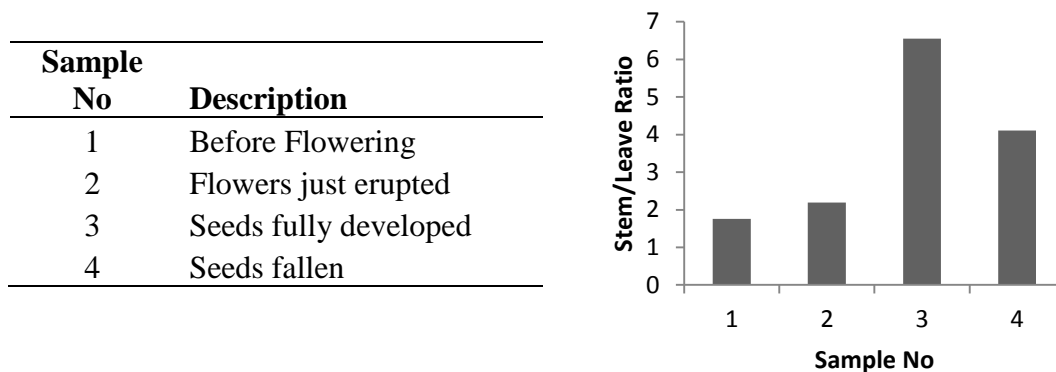 Sample
No Description
1 Before Flowering
2 Flowers just erupted
3 Seeds fully developed
4 Seeds fallen
Stem/Leave Ratio
7
6
5
4
3
2
1
0
1 2 3 4
Sample No